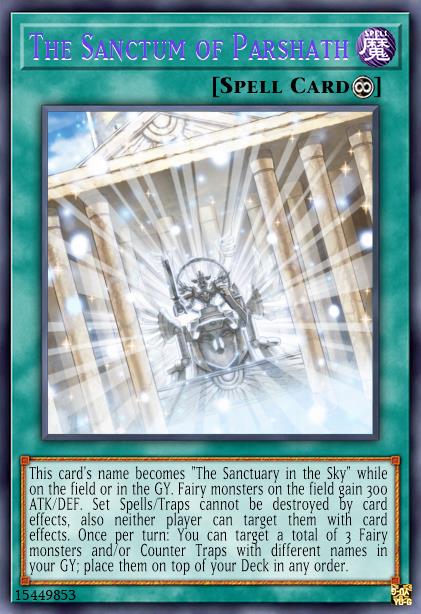 The Sanctum of Parshath
SPELL
魔
[Spell Card]
This card's name becomes "The Sanctuary in the Sky" while
on the field or in the GY. Fairy monsters on the field gain 300
ATK/DEF. Set Spells/Traps cannot be destroyed by card
effects, also neither player can target them with card
effects. Once per turn: You can target a total of 3 Fairy
monsters and/or Counter Traps with different names in
your GY; place them on top of your Deck in any order.
15449853